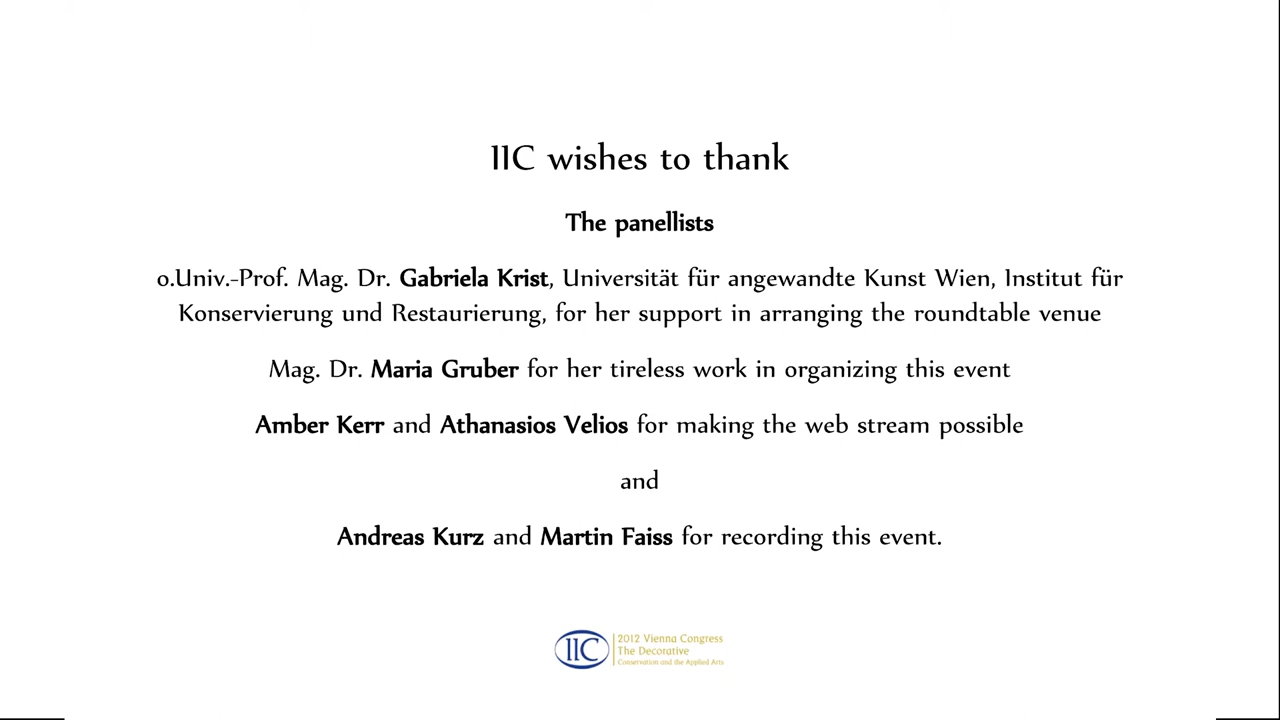 IIC wishes to thank
The panellists
o.Univ.-Prof. Mag. Dr. Gabriela Krist, Universität für angewandte Kunst Wien, Institut für
Konservierung und Restaurierung, for her support in arranging the roundtable venue
Mag. Dr. Maria Gruber for her tireless work in organizing this event
Amber Kerr and Athanasios Velios for making the web stream possible
and
Andreas Kurz and Martin Faiss for recording this event.
IIC
2012 Vienna Congress
The Decorative
Conservation and the Applied Arts